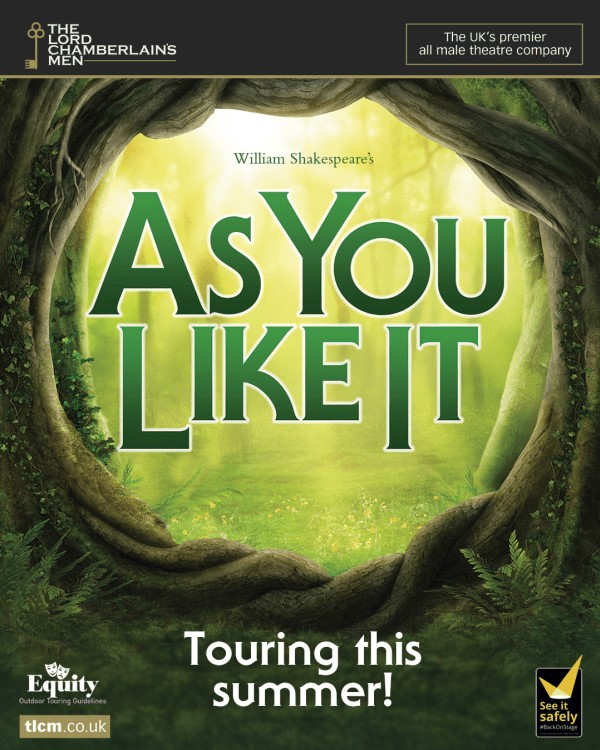 THE
LORD
CHAMBERLAIN'S
MEN
The UK's premier
all male theatre company
William Shakespeare's
AS YOU
LIKE IT
Touring this
summer!
Equity
Outdoor Touring Guidelines
tlcm.co.uk
See it
safely
#BackOnStage